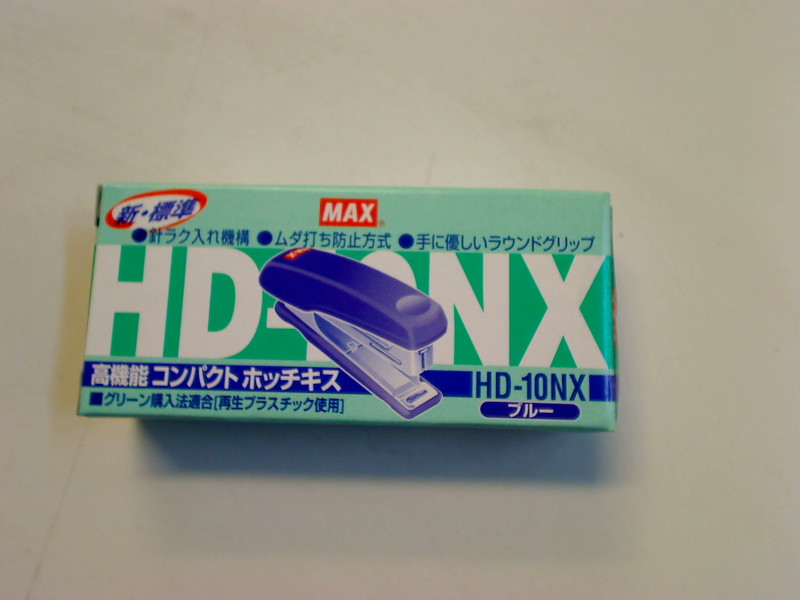 新・標準
MAX
●針ラク入れ機構 ●ムダ打ち防止方式 ●手に優しいラウンドグリップ
HD-10NX
高機能 コンパクト ホッチキス
HD-10NX
■グリーン購入法適合[再生プラスチック使用]
ブルー